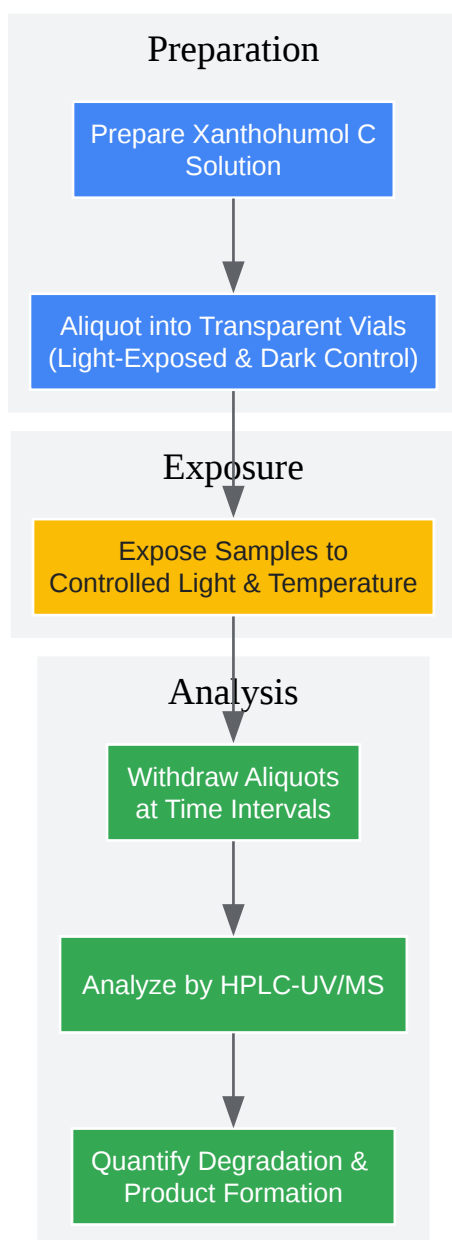 Preparation
Prepare Xanthohumol C
Solution
Aliquot into Transparent Vials
(Light-Exposed & Dark Control)
Exposure
Expose Samples to
Controlled Light & Temperature
Analysis
Withdraw Aliquots
at Time Intervals
Analyze by HPLC-UV/MS
Quantify Degradation &
Product Formation